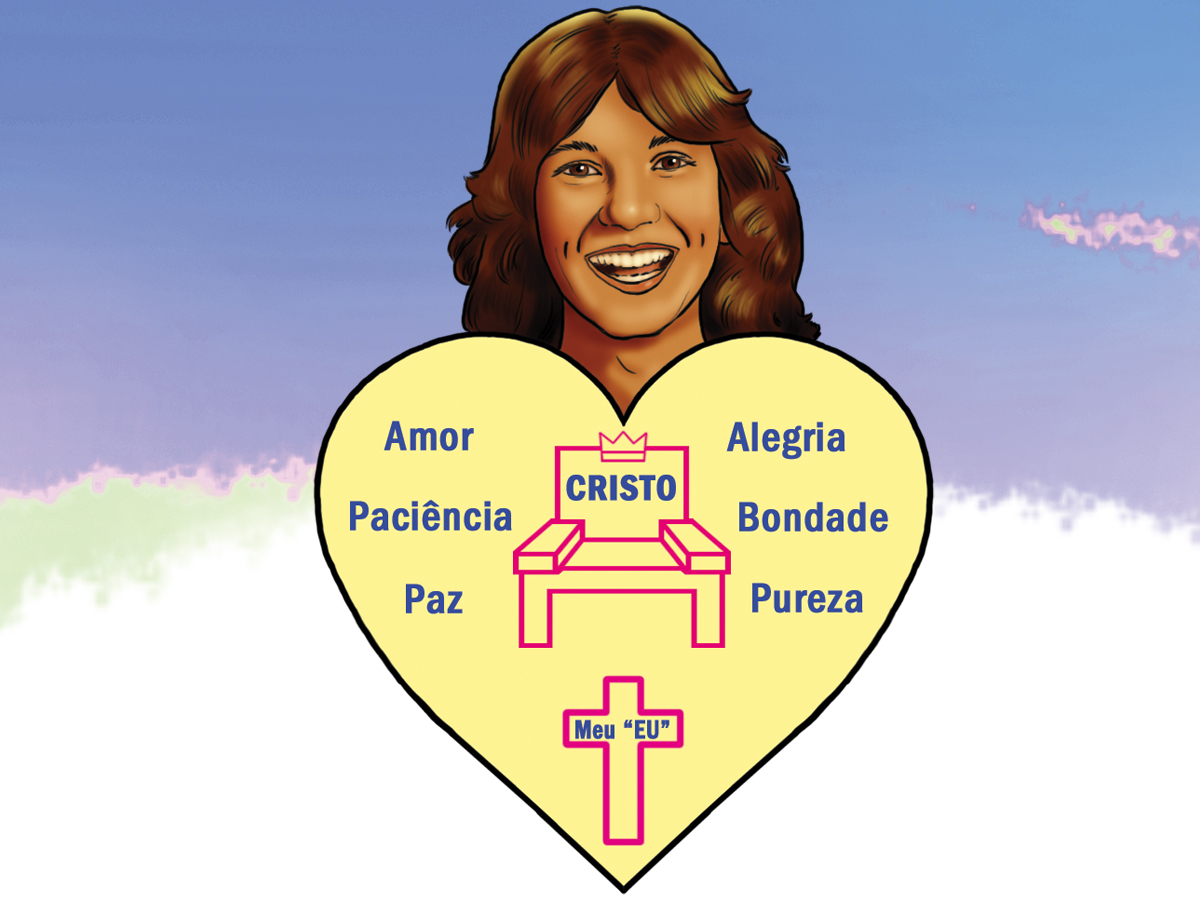 Amor
Alegria
CRISTO
Paciência
Bondade
Paz
Pureza
Meu “EU”